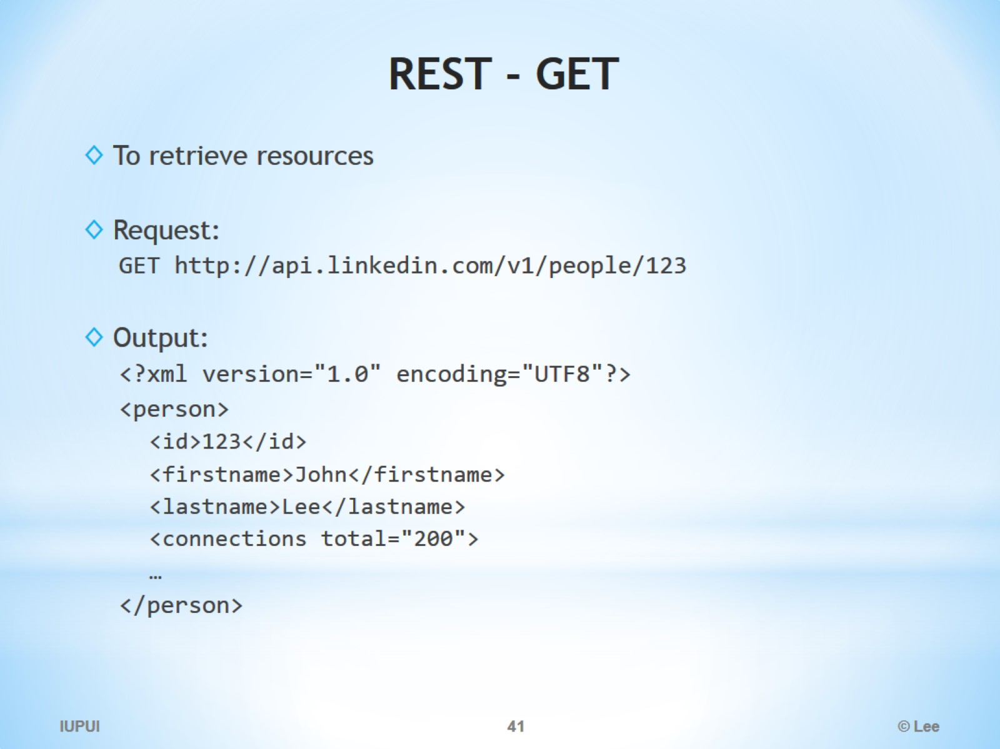 REST - GET
To retrieve resources
Request:
GET http://api.linkedin.com/v1/people/123
Output:
<?xml version="1.0" encoding="UTF8"?>
<person>
<id>123</id>
<firstname>John</firstname>
<lastname>Lee</lastname>
<connections total="200">
…
</person>
IUPUI 41 © Lee